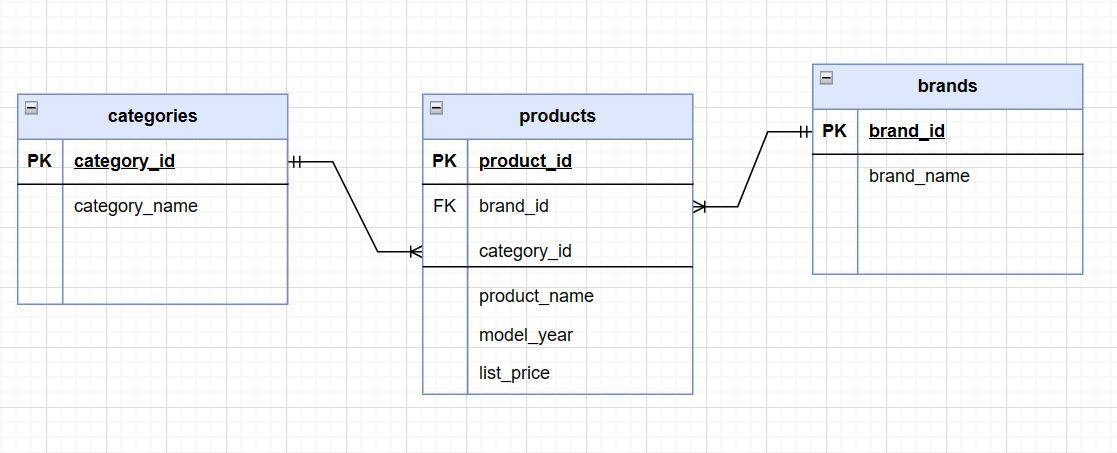 categories
PK category_id
category_name
products
PK product_id
FK brand_id
category_id
product_name
model_year
list_price
brands
PK brand_id
brand_name